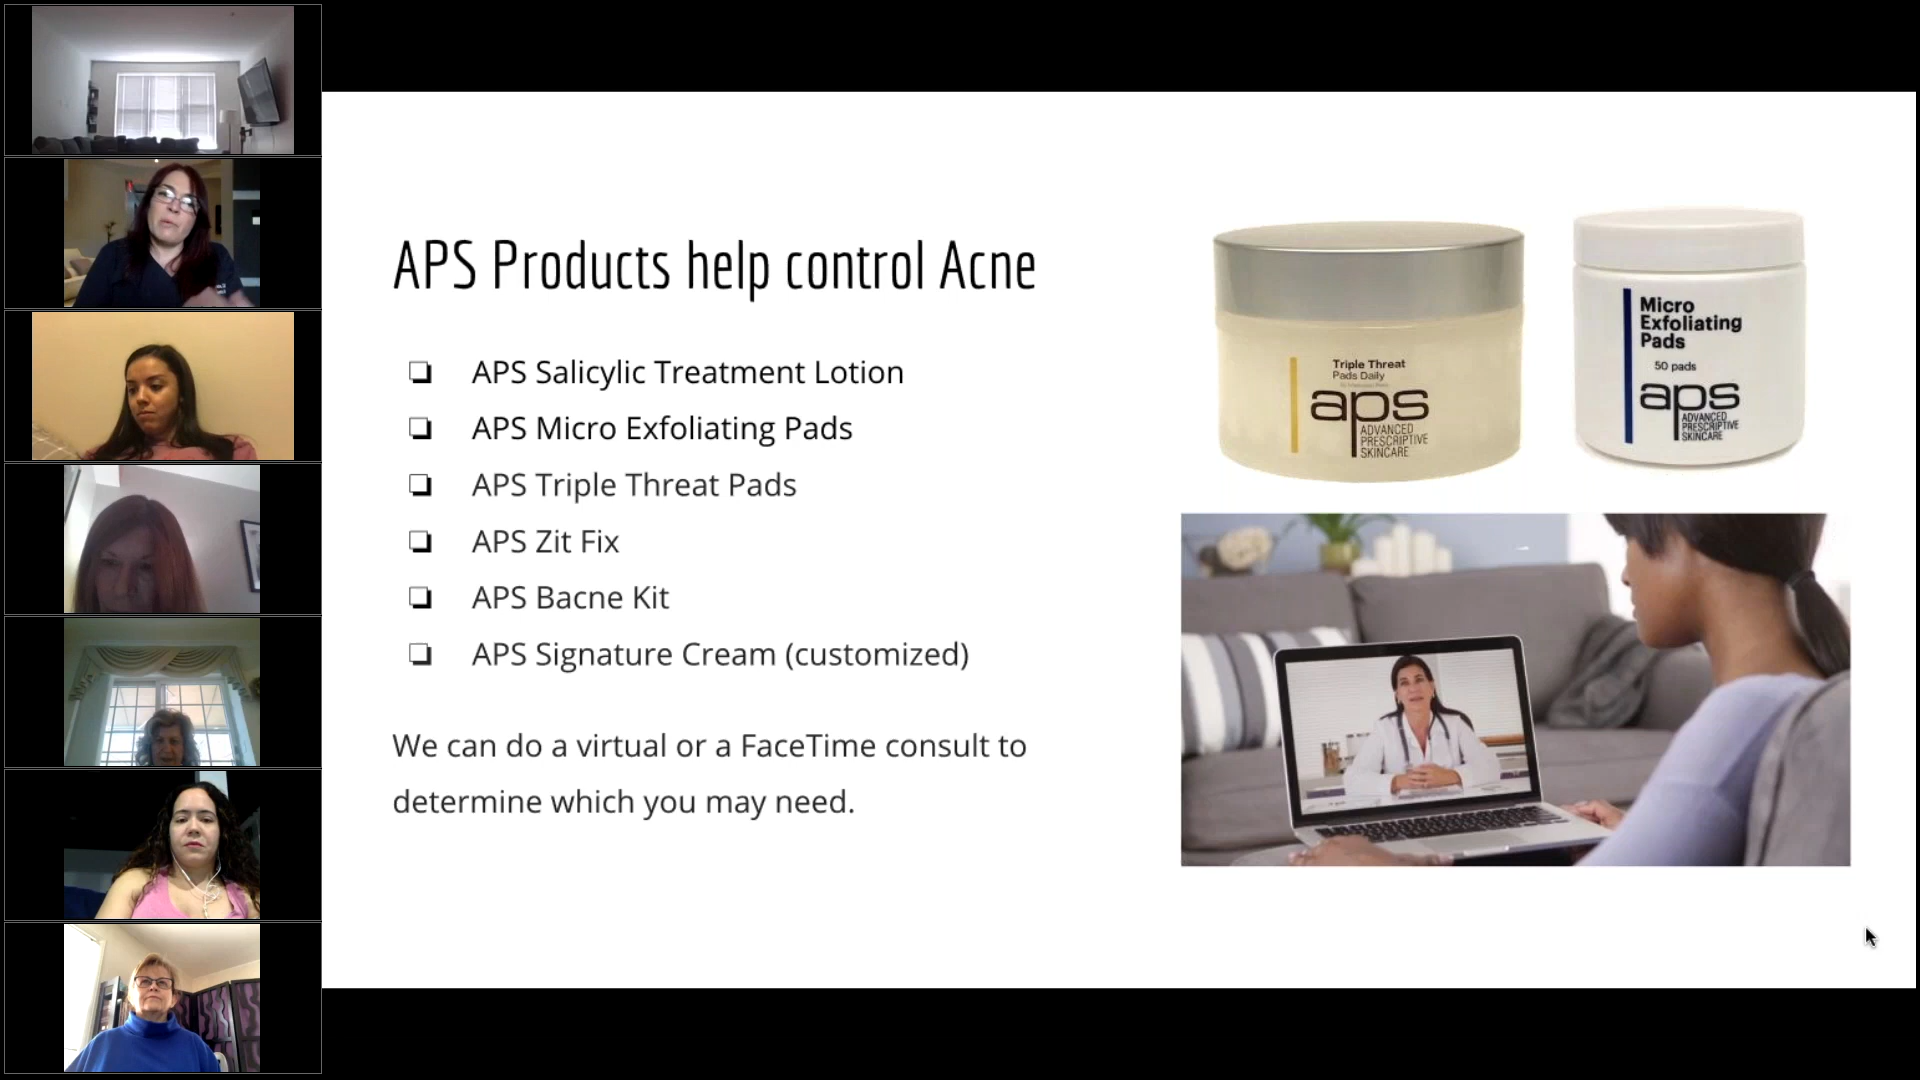 APS Products help control Acne
❏ APS Salicylic Treatment Lotion
❏ APS Micro Exfoliating Pads
❏ APS Triple Threat Pads
❏ APS Zit Fix
❏ APS Bacne Kit
❏ APS Signature Cream (customized)
We can do a virtual or a FaceTime consult to
determine which you may need.
Triple Threat
Pads Daily
aps
ADVANCED
PRESCRIPTIVE
SKINCARE
Micro
Exfoliating
Pads
50 pads
aps
ADVANCED
PRESCRIPTIVE
SKINCARE